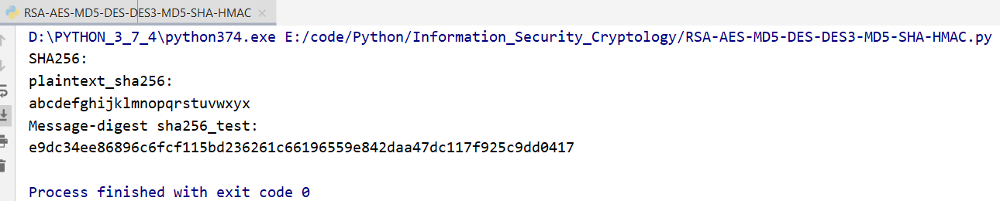 RSA-AES-MD5-DES-DES3-MD5-SHA-HMAC
D:\PYTHON_3_7_4\python374.exe E:/code/Python/Information_Security_Cryptology/RSA-AES-MD5-DES-DES3-MD5-SHA-HMAC.py
SHA256:
plaintext_sha256:
abcdefghijklmnopqrstuvwxyx
Message-digest sha256_test:
e9dc34ee86896c6fcf115bd236261c66196559e842daa47dc117f925c9dd0417
Process finished with exit code 0